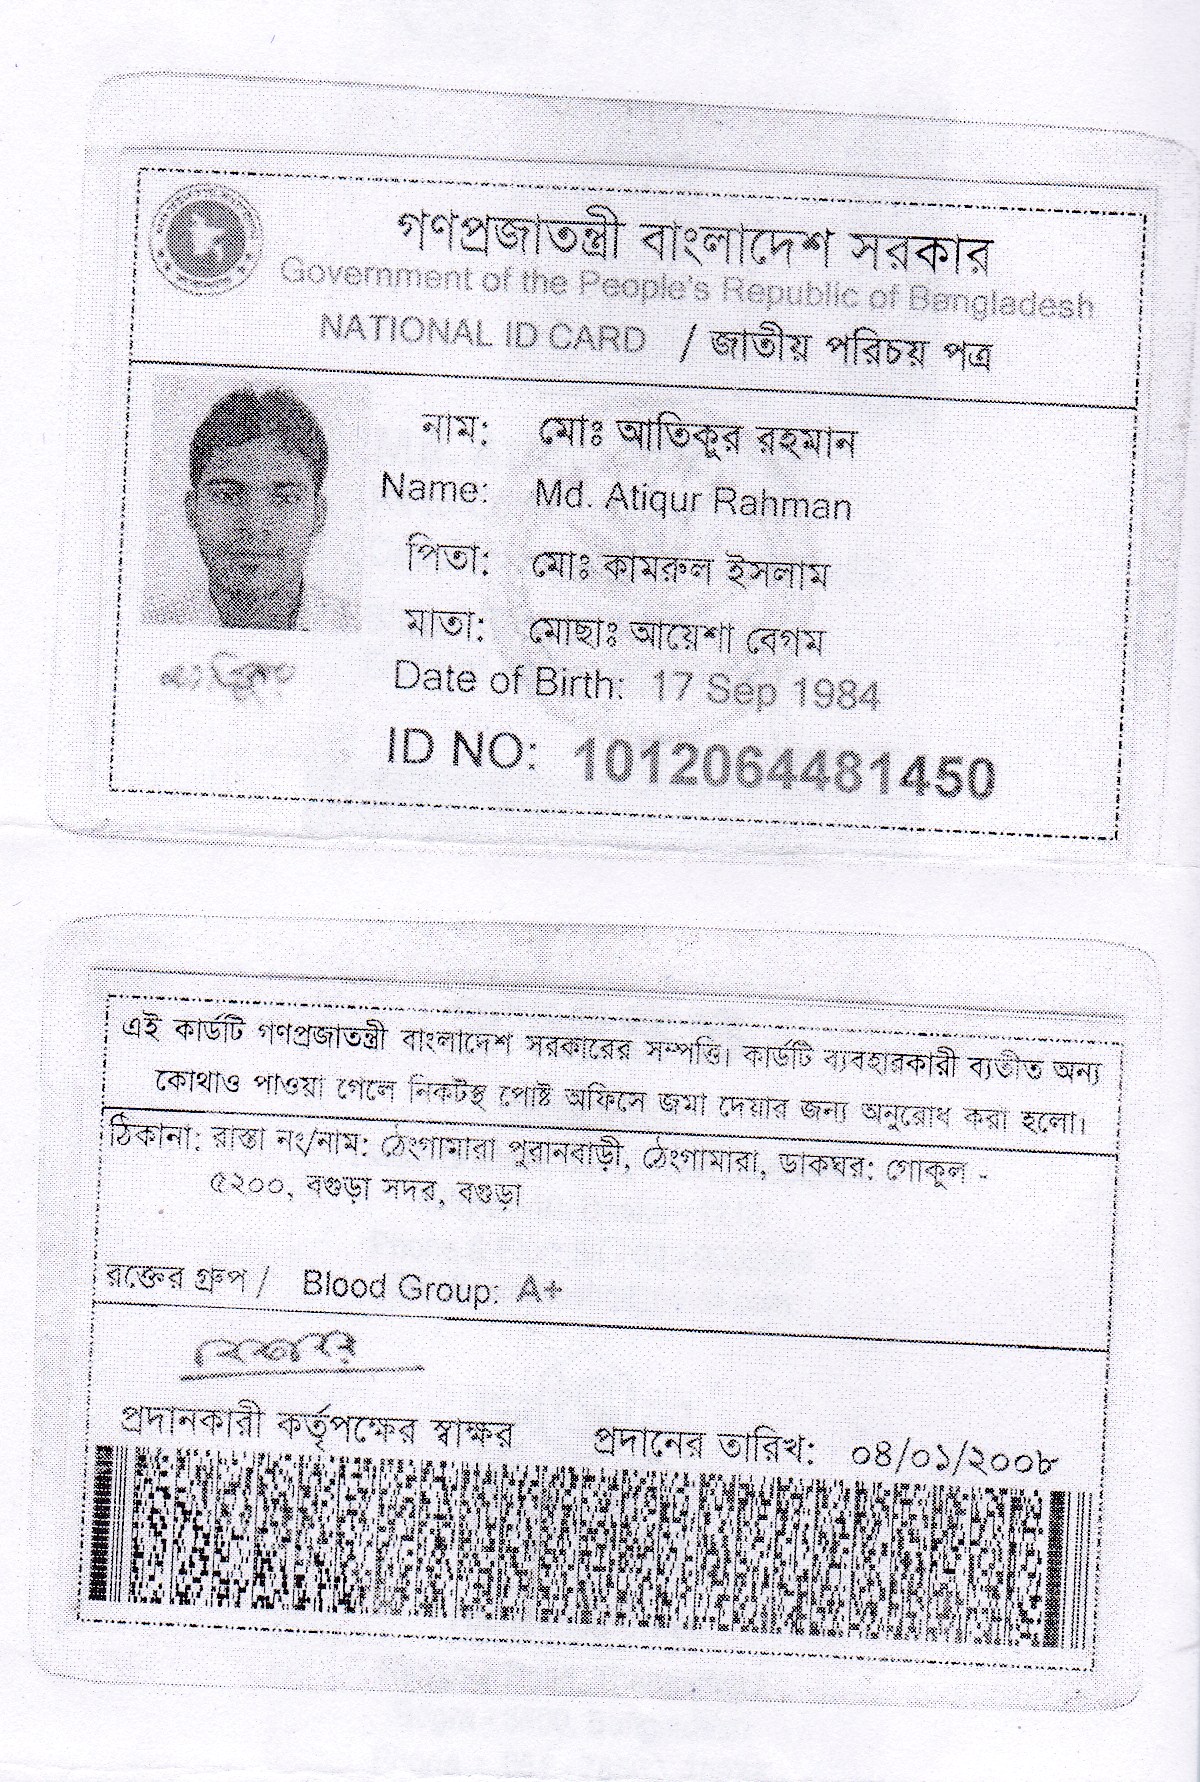 গণপ্রজাতন্ত্রী বাংলাদেশ সরকার
Government of the People's Republic of Bangladesh
NATIONAL ID CARD / জাতীয় পরিচয় পত্র
নাম: মোঃ আতিকুর রহমান
Name: Md. Atiqur Rahman
পিতা: মোঃ কামরুল ইসলাম
মাতা: মোছাঃ আয়েশা বেগম
Date of Birth: 17 Sep 1984
ID NO: 1012064481450
এই কার্ডটি গণপ্রজাতন্ত্রী বাংলাদেশ সরকারের সম্পত্তি। কার্ডটি ব্যবহারকারী ব্যতীত অন্য
কোথাও পাওয়া গেলে নিকটস্থ পোষ্ট অফিসে জমা দেয়ার জন্য অনুরোধ করা হলো।
ঠিকানা: রাস্তা নং/নাম: ঠেংগামারা পুরানবাড়ী, ঠেংগামারা, ডাকঘর: গোকুল -
৫২০০, বগুড়া সদর, বগুড়া
রক্তের গ্রুপ / Blood Group: A+
প্রদানকারী কর্তৃপক্ষের স্বাক্ষর প্রদানের তারিখ: ০৪/০১/২০০৮